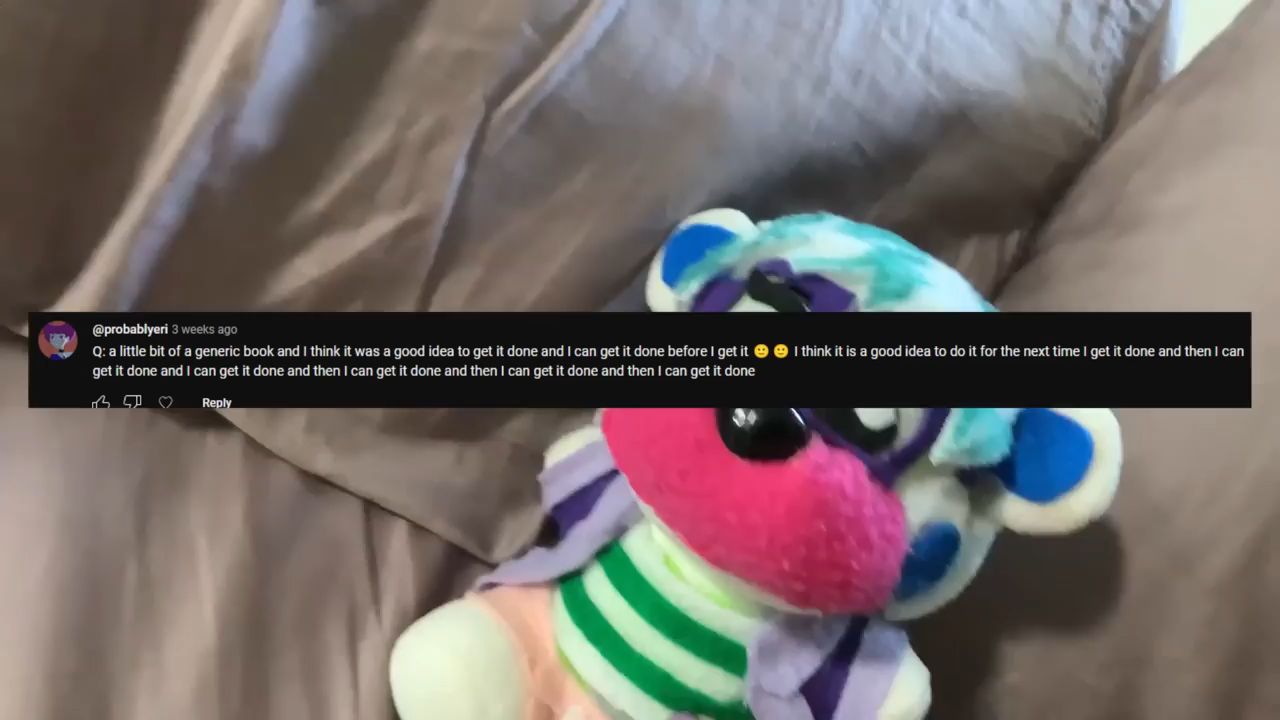 @probablyeri 3 weeks ago
Q: a little bit of a generic book and I think it was a good idea to get it done and I can get it done before I get it 🙂 🙂 I think it is a good idea to do it for the next time I get it done and then I can
get it done and I can get it done and then I can get it done and then I can get it done and then I can get it done
Reply